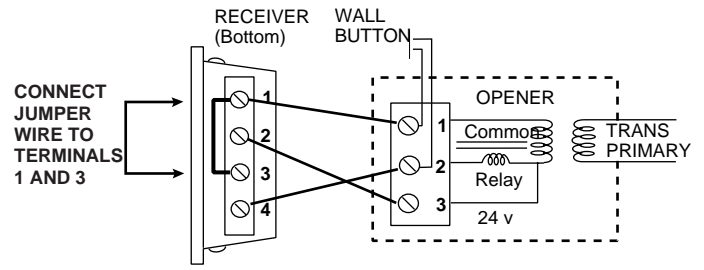 RECEIVER
(Bottom)
WALL
BUTTON
CONNECT
JUMPER
WIRE TO
TERMINALS
1 AND 3
1
2
3
4
OPENER
1
Common
2
Relay
3
24 v
TRANS
PRIMARY